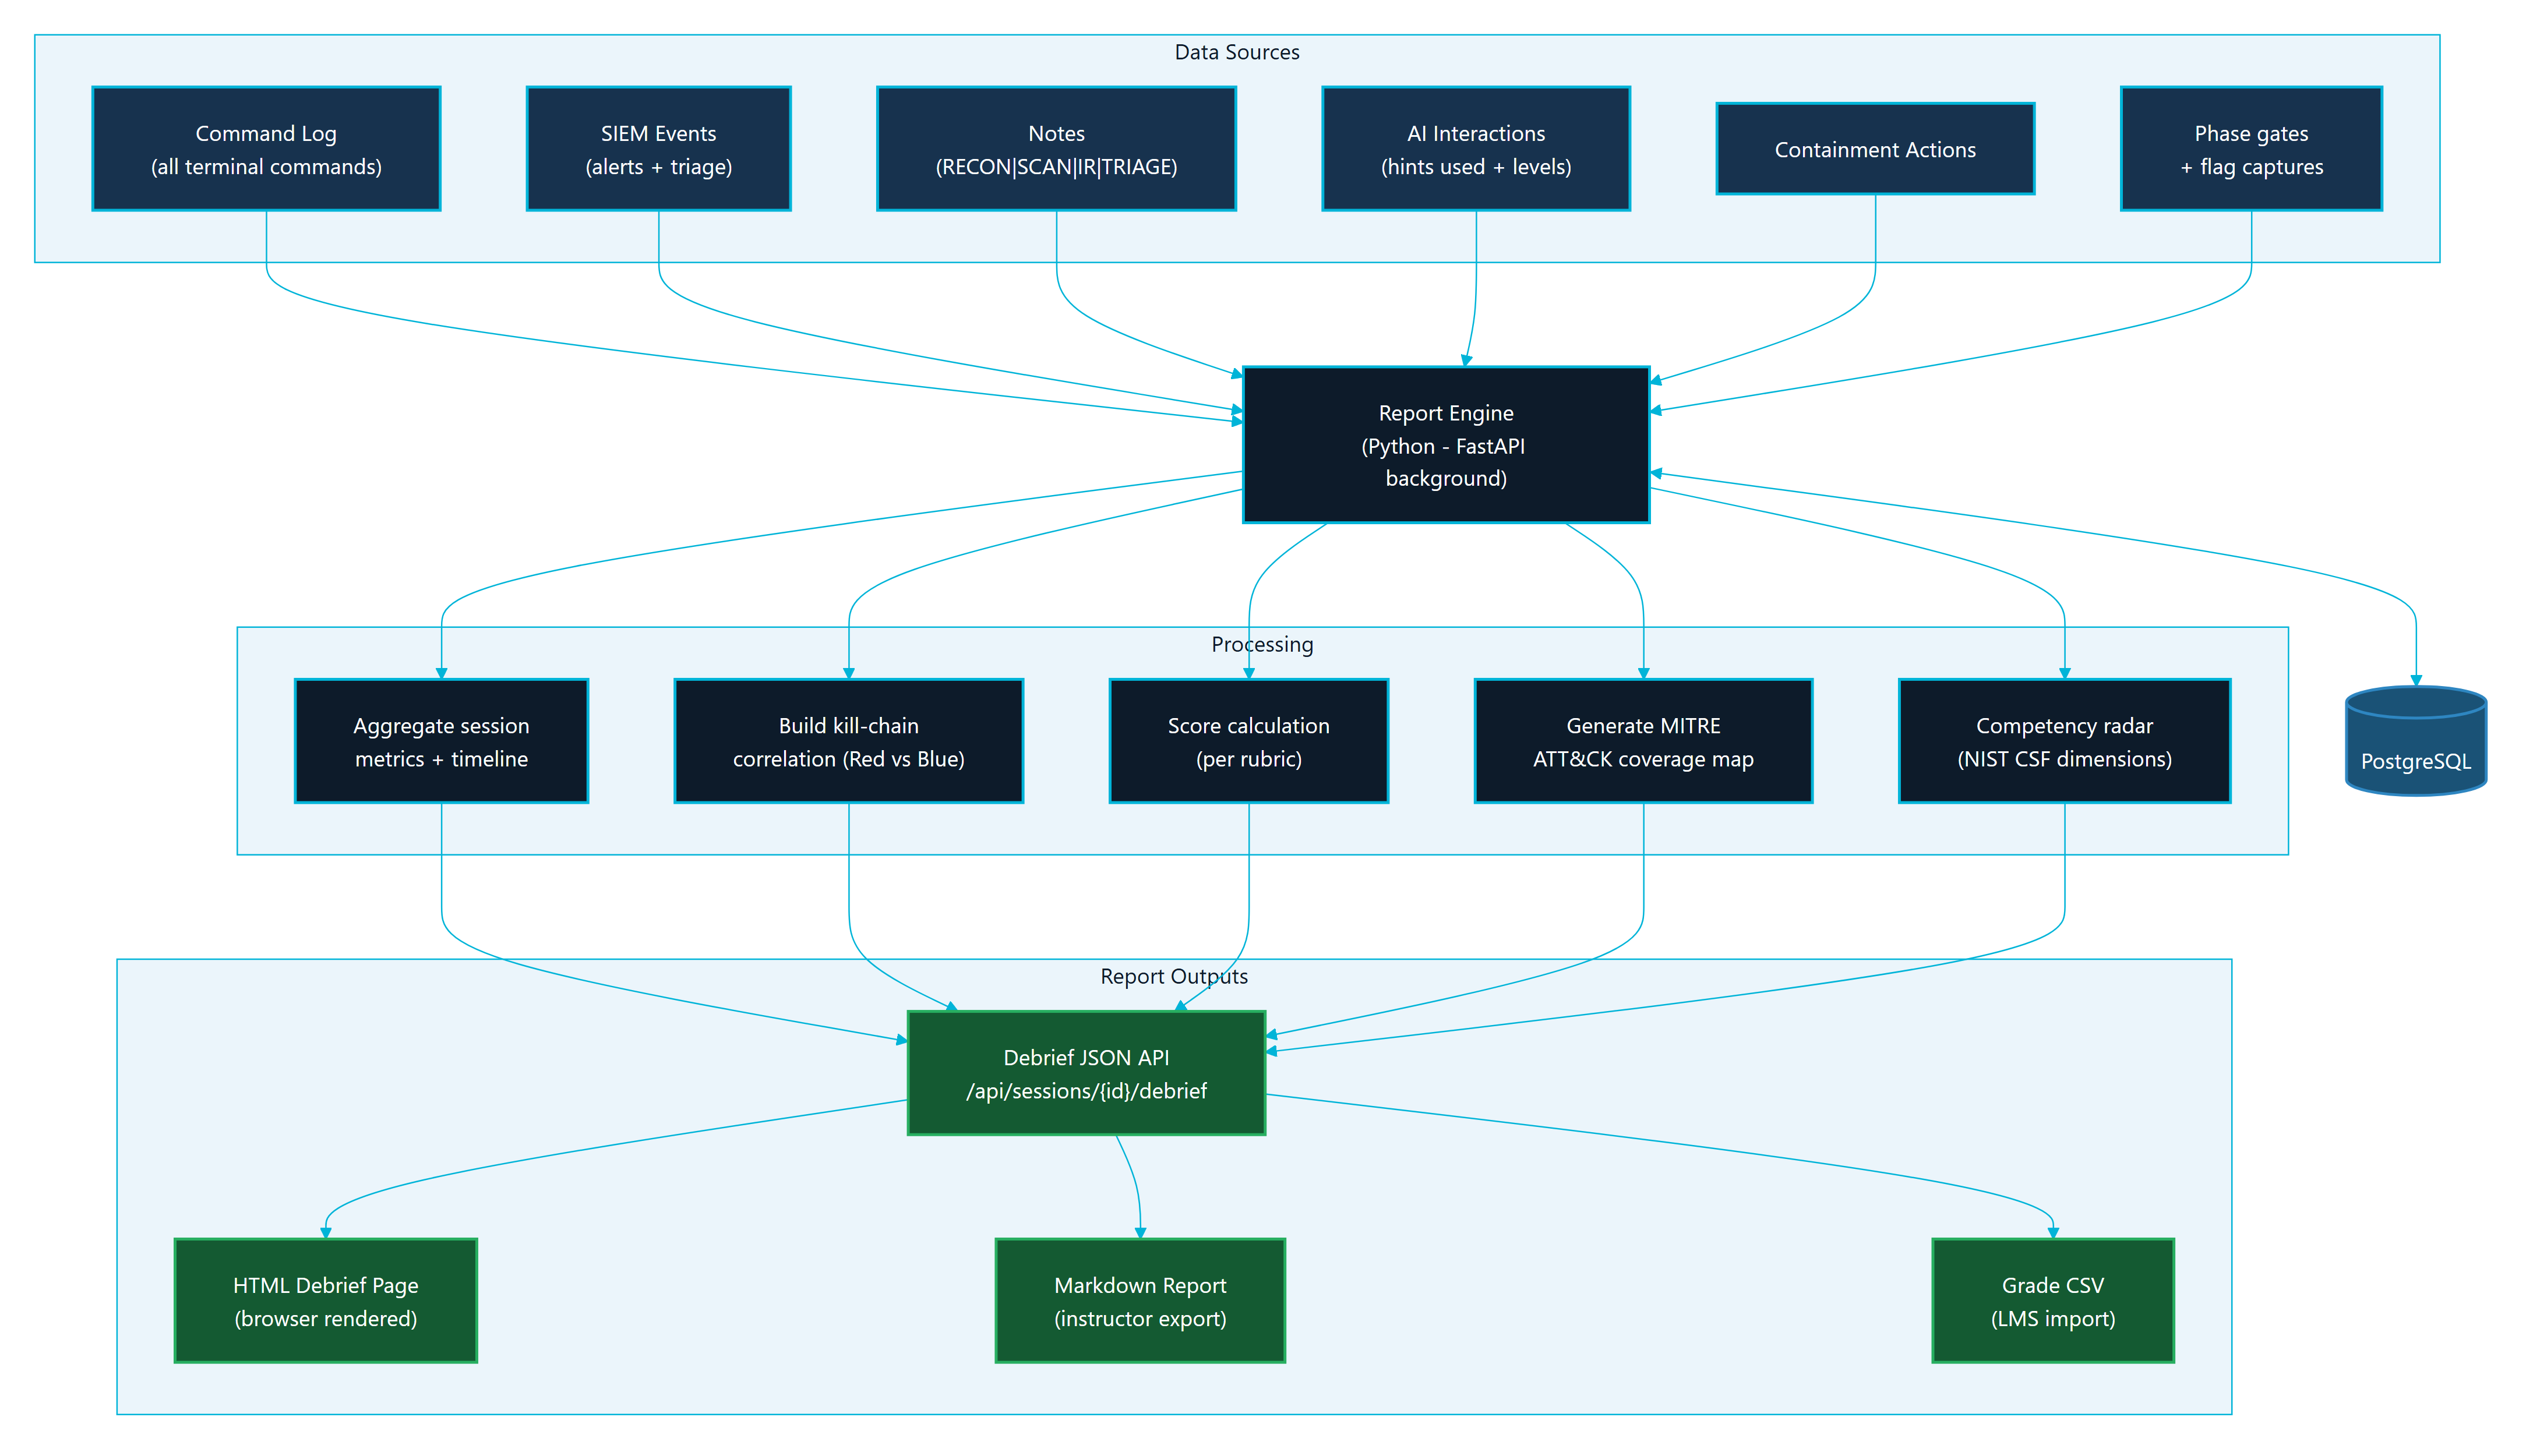 Data Sources
Command Log
(all terminal commands)
SIEM Events
(alerts + triage)
Notes
(RECON|SCAN|IR|TRIAGE)
AI Interactions
(hints used + levels)
Containment Actions
Phase gates
+ flag captures
Report Engine
(Python - FastAPI
background)
Processing
Aggregate session
metrics + timeline
Build kill-chain
correlation (Red vs Blue)
Score calculation
(per rubric)
Generate MITRE
ATT&CK coverage map
Competency radar
(NIST CSF dimensions)
PostgreSQL
Report Outputs
Debrief JSON API
/api/sessions/{id}/debrief
HTML Debrief Page
(browser rendered)
Markdown Report
(instructor export)
Grade CSV
(LMS import)